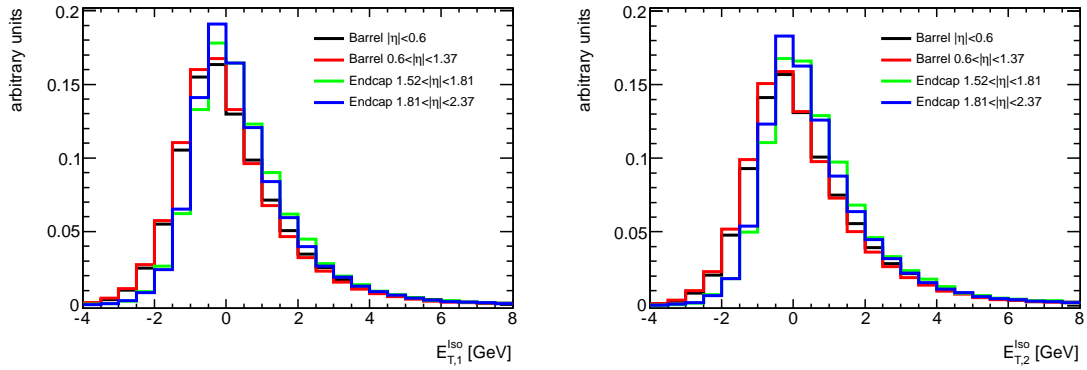 arbitrary units
0.2
0.15
0.1
0.05
0
-4 -2 0 2 4 6 8
E_{T,1}^{Iso} [GeV]
Barrel |η|<0.6
Barrel 0.6<|η|<1.37
Endcap 1.52<|η|<1.81
Endcap 1.81<|η|<2.37
arbitrary units
0.2
0.15
0.1
0.05
0
-4 -2 0 2 4 6 8
E_{T,2}^{Iso} [GeV]
Barrel |η|<0.6
Barrel 0.6<|η|<1.37
Endcap 1.52<|η|<1.81
Endcap 1.81<|η|<2.37